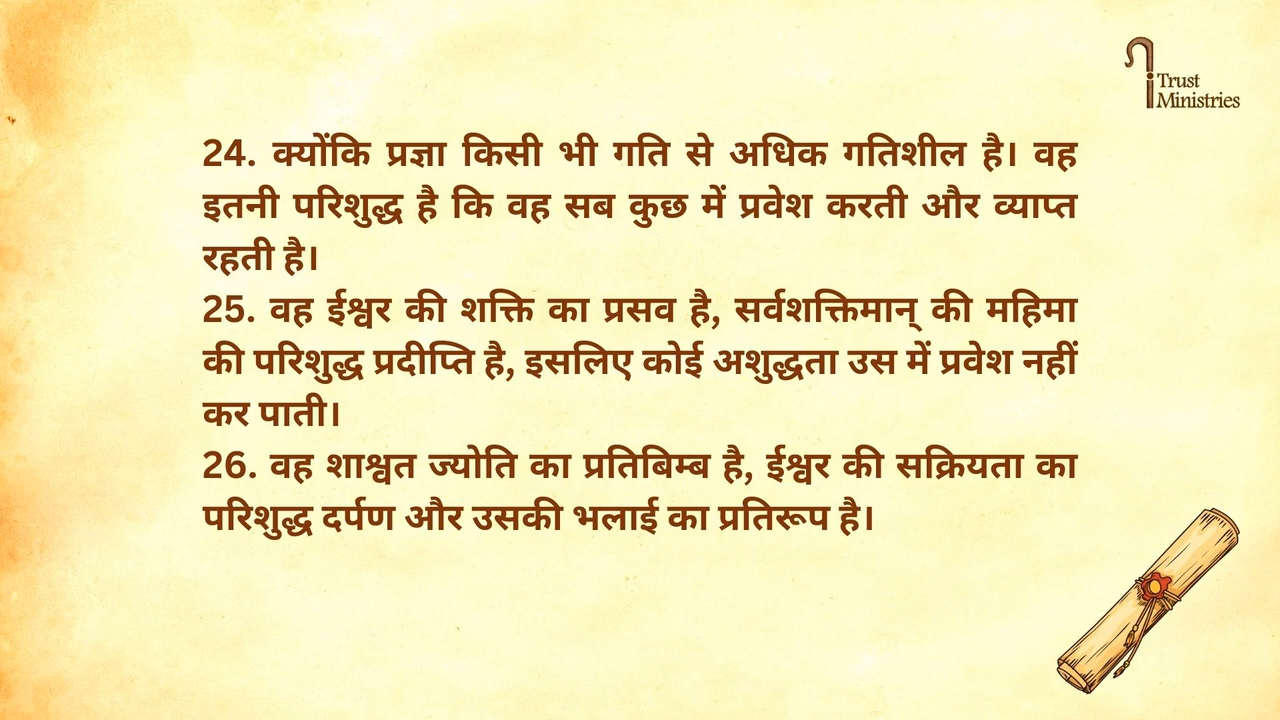 Trust
Ministries
24. क्योंकि प्रज्ञा किसी भी गति से अधिक गतिशील है। वह
इतनी परिशुद्ध है कि वह सब कुछ में प्रवेश करती और व्याप्त
रहती है।
25. वह ईश्वर की शक्ति का प्रसव है, सर्वशक्तिमान् की महिमा
की परिशुद्ध प्रदीप्ति है, इसलिए कोई अशुद्धता उस में प्रवेश नहीं
कर पाती।
26. वह शाश्वत ज्योति का प्रतिबिम्ब है, ईश्वर की सक्रियता का
परिशुद्ध दर्पण और उसकी भलाई का प्रतिरूप है।